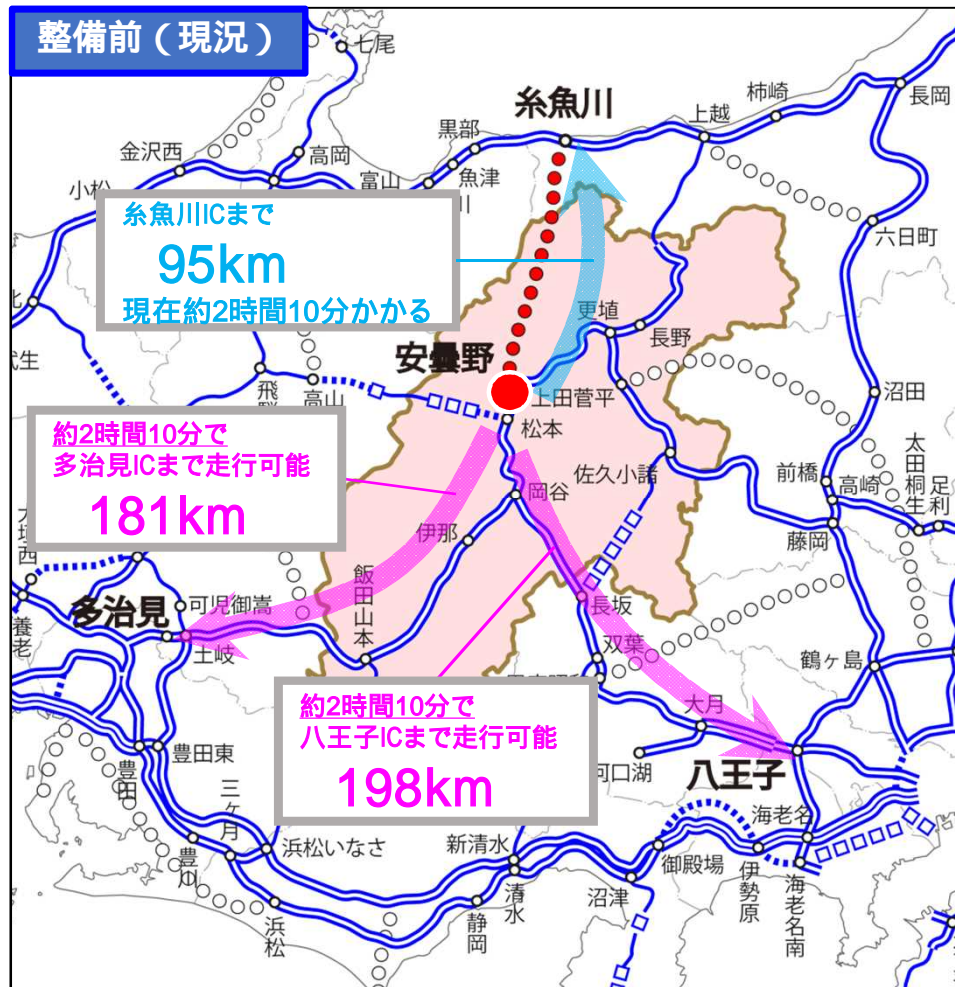 整備前(現況)
七尾
糸魚川
柿崎
長岡
上越
黒部
金沢西
高岡
魚津
富山
小松
川
糸魚川ICまで
95km
現在約2時間10分かかる
六日町
更埴
長野
安曇野
上田菅平
高山
松本
沼田
約2時間10分で
多治見ICまで走行可能
181km
佐久小諸
前橋
高崎
太田桐生
足利
岡谷
伊那
藤岡
飯田山本
多治見
可児御嵩
養老
土岐
長坂
双葉
鶴ヶ島
約2時間10分で
八王子ICまで走行可能
198km
大月
豊田東
豊田
河口湖
八王子
三ヶ月
海老名
豊川
浜松いなさ
新清水
御殿場
清水
沼津
伊勢原
海老名南
浜松
静岡